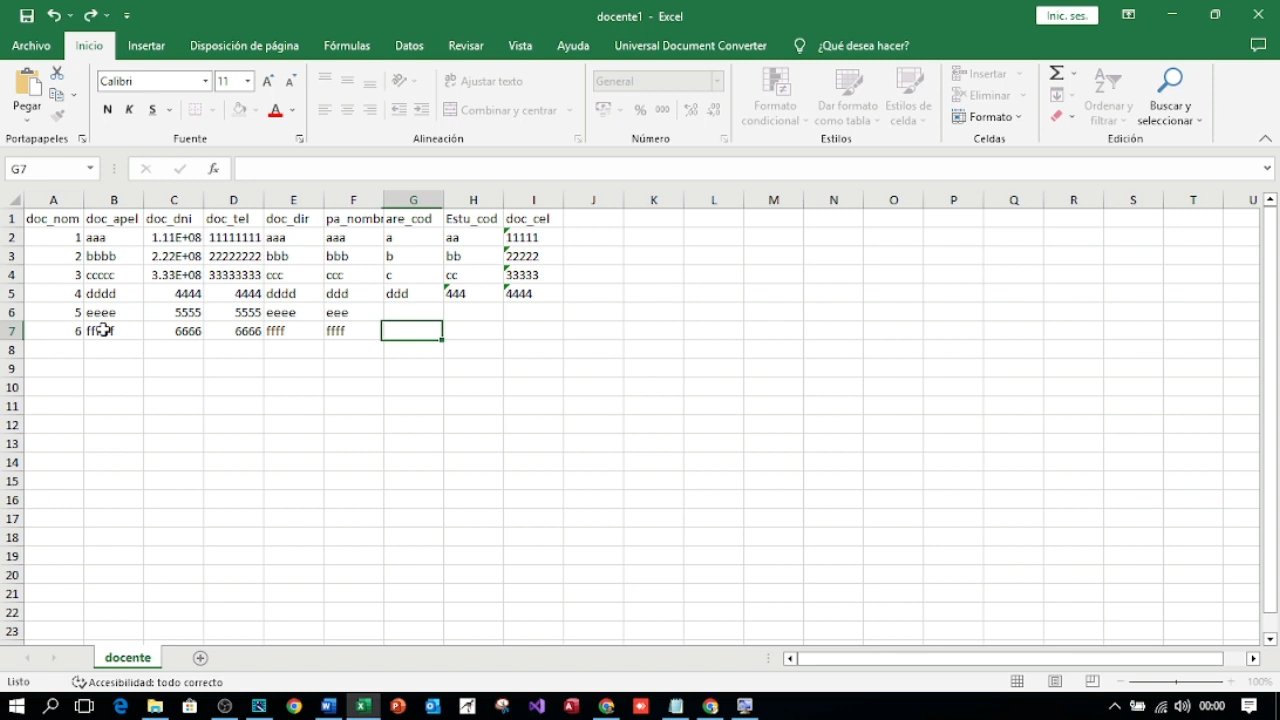 docente1 - Excel
Inic. ses.
Archivo Inicio Insertar Disposición de página Fórmulas Datos Revisar Vista Ayuda Universal Document Converter ¿Qué desea hacer?
Pegar
Calibri 11
N K S
Ajustar texto
Combinar y centrar
General
% 000
Formato condicional
Dar formato como tabla
Estilos de celda
Insertar
Eliminar
Formato
Ordenar y filtrar
Buscar y seleccionar
Portapapeles Fuente Alineación Número Estilos Celdas Edición
G7 fx
A B C D E F G H I J K L M N O P Q R S T U
1 doc_nom doc_apel doc_dni doc_tel doc_dir pa_nombr are_cod Estu_cod doc_cel
2 1 aaa 1.11E+08 11111111 aaa aaa a aa 11111
3 2 bbbb 2.22E+08 22222222 bbb bbb b bb 22222
4 3 ccccc 3.33E+08 33333333 ccc ccc c cc 33333
5 4 dddd 4444 4444 dddd ddd ddd 444 4444
6 5 eeee 5555 5555 eeee eee
7 6 6666 6666 ffff ffff
8
9
10
11
12
13
14
15
16
17
18
19
20
21
22
23
docente
Listo Accesibilidad: todo correcto 100%
00:00